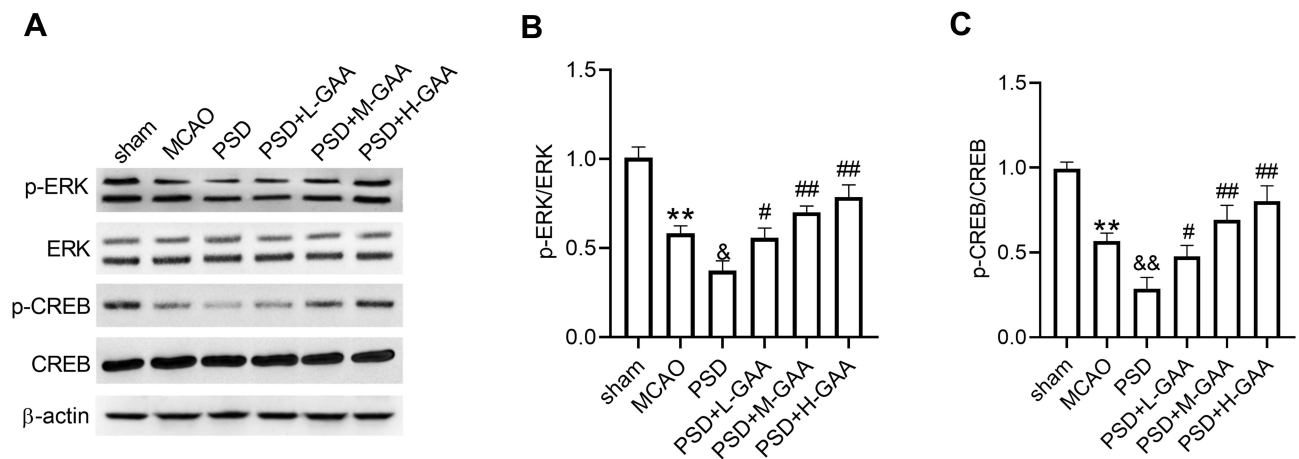 A
sham
MCAO
PSD
PSD+L-GAA
PSD+M-GAA
PSD+H-GAA
p-ERK
ERK
p-CREB
CREB
β-actin
B
p-ERK/ERK
1.5
1.0
0.5
0.0
**
&
#
##
##
sham
MCAO
PSD
PSD+L-GAA
PSD+M-GAA
PSD+H-GAA
C
p-CREB/CREB
1.5
1.0
0.5
0.0
**
&&
#
##
##
sham
MCAO
PSD
PSD+L-GAA
PSD+M-GAA
PSD+H-GAA